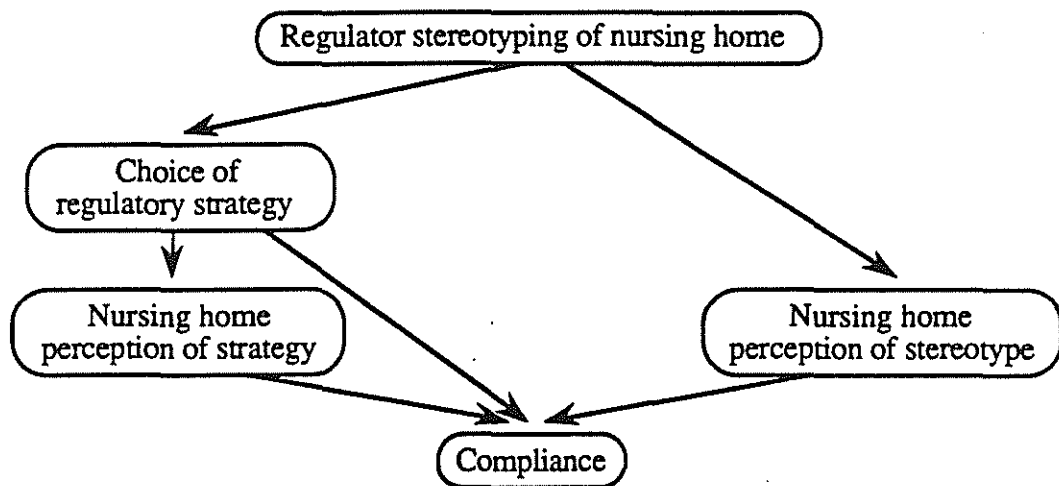 Regulator stereotyping of nursing home
Choice of
regulatory strategy
Nursing home
perception of strategy
Nursing home
perception of stereotype
Compliance